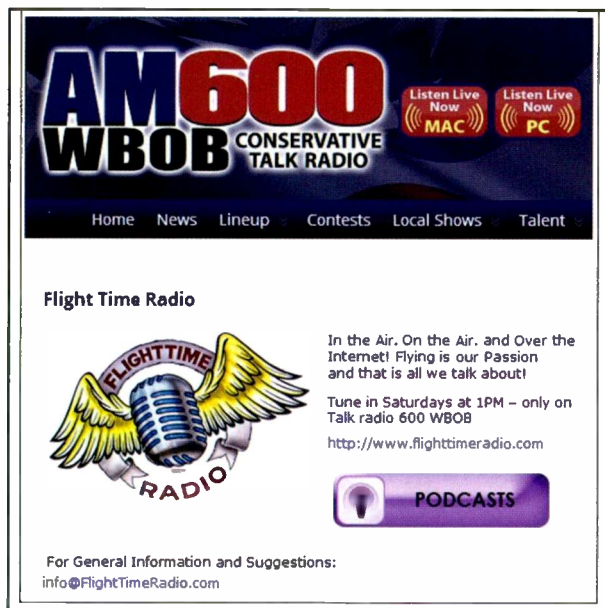 AM600
WBOB CONSERVATIVE
TALK RADIO
Listen Live
Now
MAC
Listen Live
Now
PC
Home News Lineup Contests Local Shows Talent
Flight Time Radio
FLIGHTTIME
RADIO
In the Air. On the Air. and Over the
Internet! Flying is our Passion
and that is all we talk about!
Tune in Saturdays at 1PM – only on
Talk radio 600 WBOB
http://www.flighttimeradio.com
PODCASTS
For General Information and Suggestions:
info@FlightTimeRadio.com